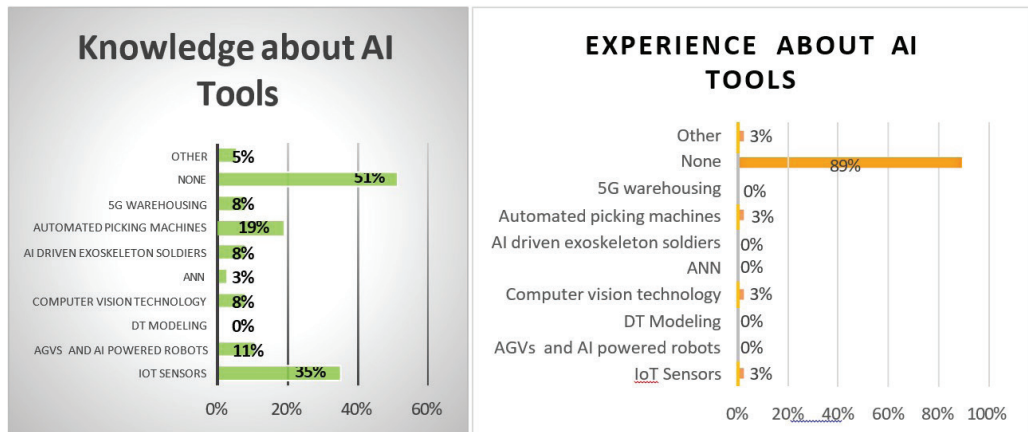 Knowledge about AI
Tools
OTHER 5%
NONE 51%
5G WAREHOUSING 8%
AUTOMATED PICKING MACHINES 19%
AI DRIVEN EXOSKELETON SOLDIERS 8%
ANN 3%
COMPUTER VISION TECHNOLOGY 8%
DT MODELING 0%
AGVS AND AI POWERED ROBOTS 11%
IOT SENSORS 35%
0% 20% 40% 60%
EXPERIENCE ABOUT AI
TOOLS
Other 3%
None 89%
5G warehousing 0%
Automated picking machines 3%
AI driven exoskeleton soldiers 0%
ANN 0%
Computer vision technology 3%
DT Modeling 0%
AGVs and AI powered robots 0%
IoT Sensors 3%
0% 20% 40% 60% 80% 100%